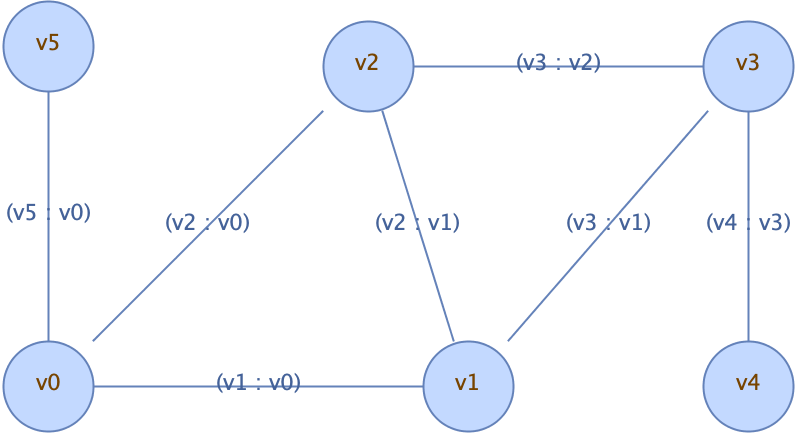 v5
v2
(v3 : v2)
v3
(v5 : v0)
(v2 : v0)
(v2 : v1)
(v3 : v1)
(v4 : v3)
v0
(v1 : v0)
v1
v4